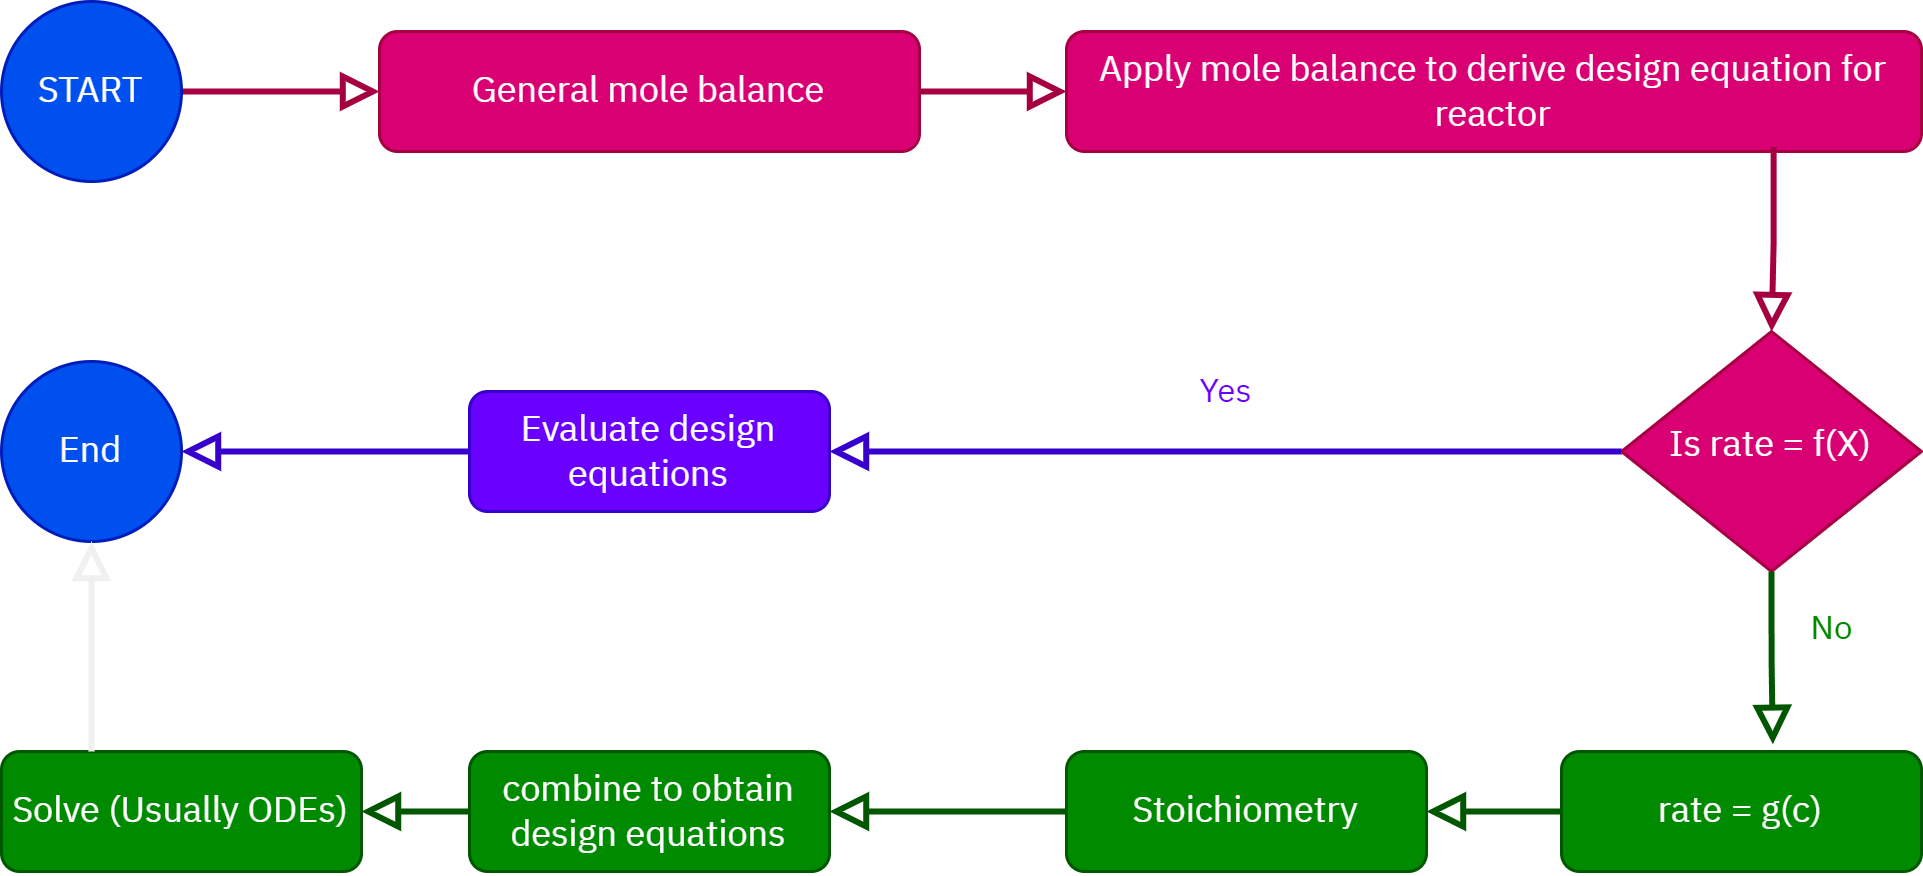 START
General mole balance
Apply mole balance to derive design equation for
reactor
Is rate = f(X)
Yes
Evaluate design
equations
End
No
rate = g(c)
Stoichiometry
combine to obtain
design equations
Solve (Usually ODEs)